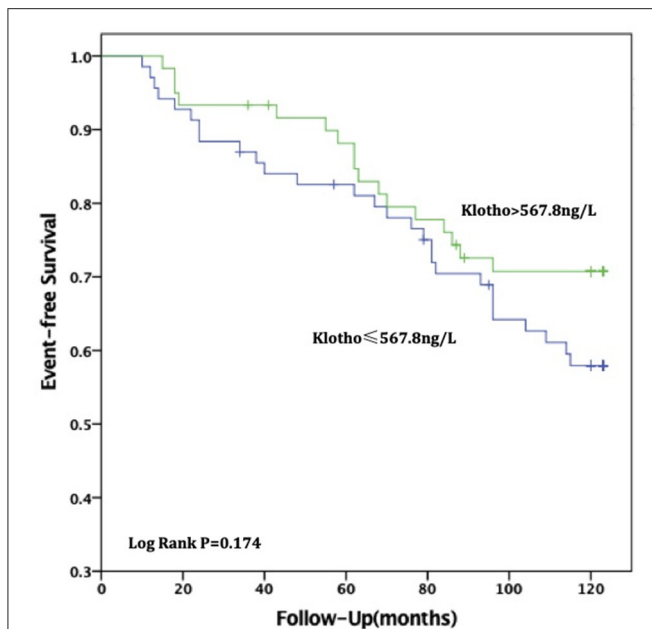 1.0
0.9
0.8
0.7
0.6
0.5
0.4
0.3
Event-free Survival
Klotho>567.8ng/L
Klotho≤567.8ng/L
Log Rank P=0.174
0 20 40 60 80 100 120
Follow-Up(months)